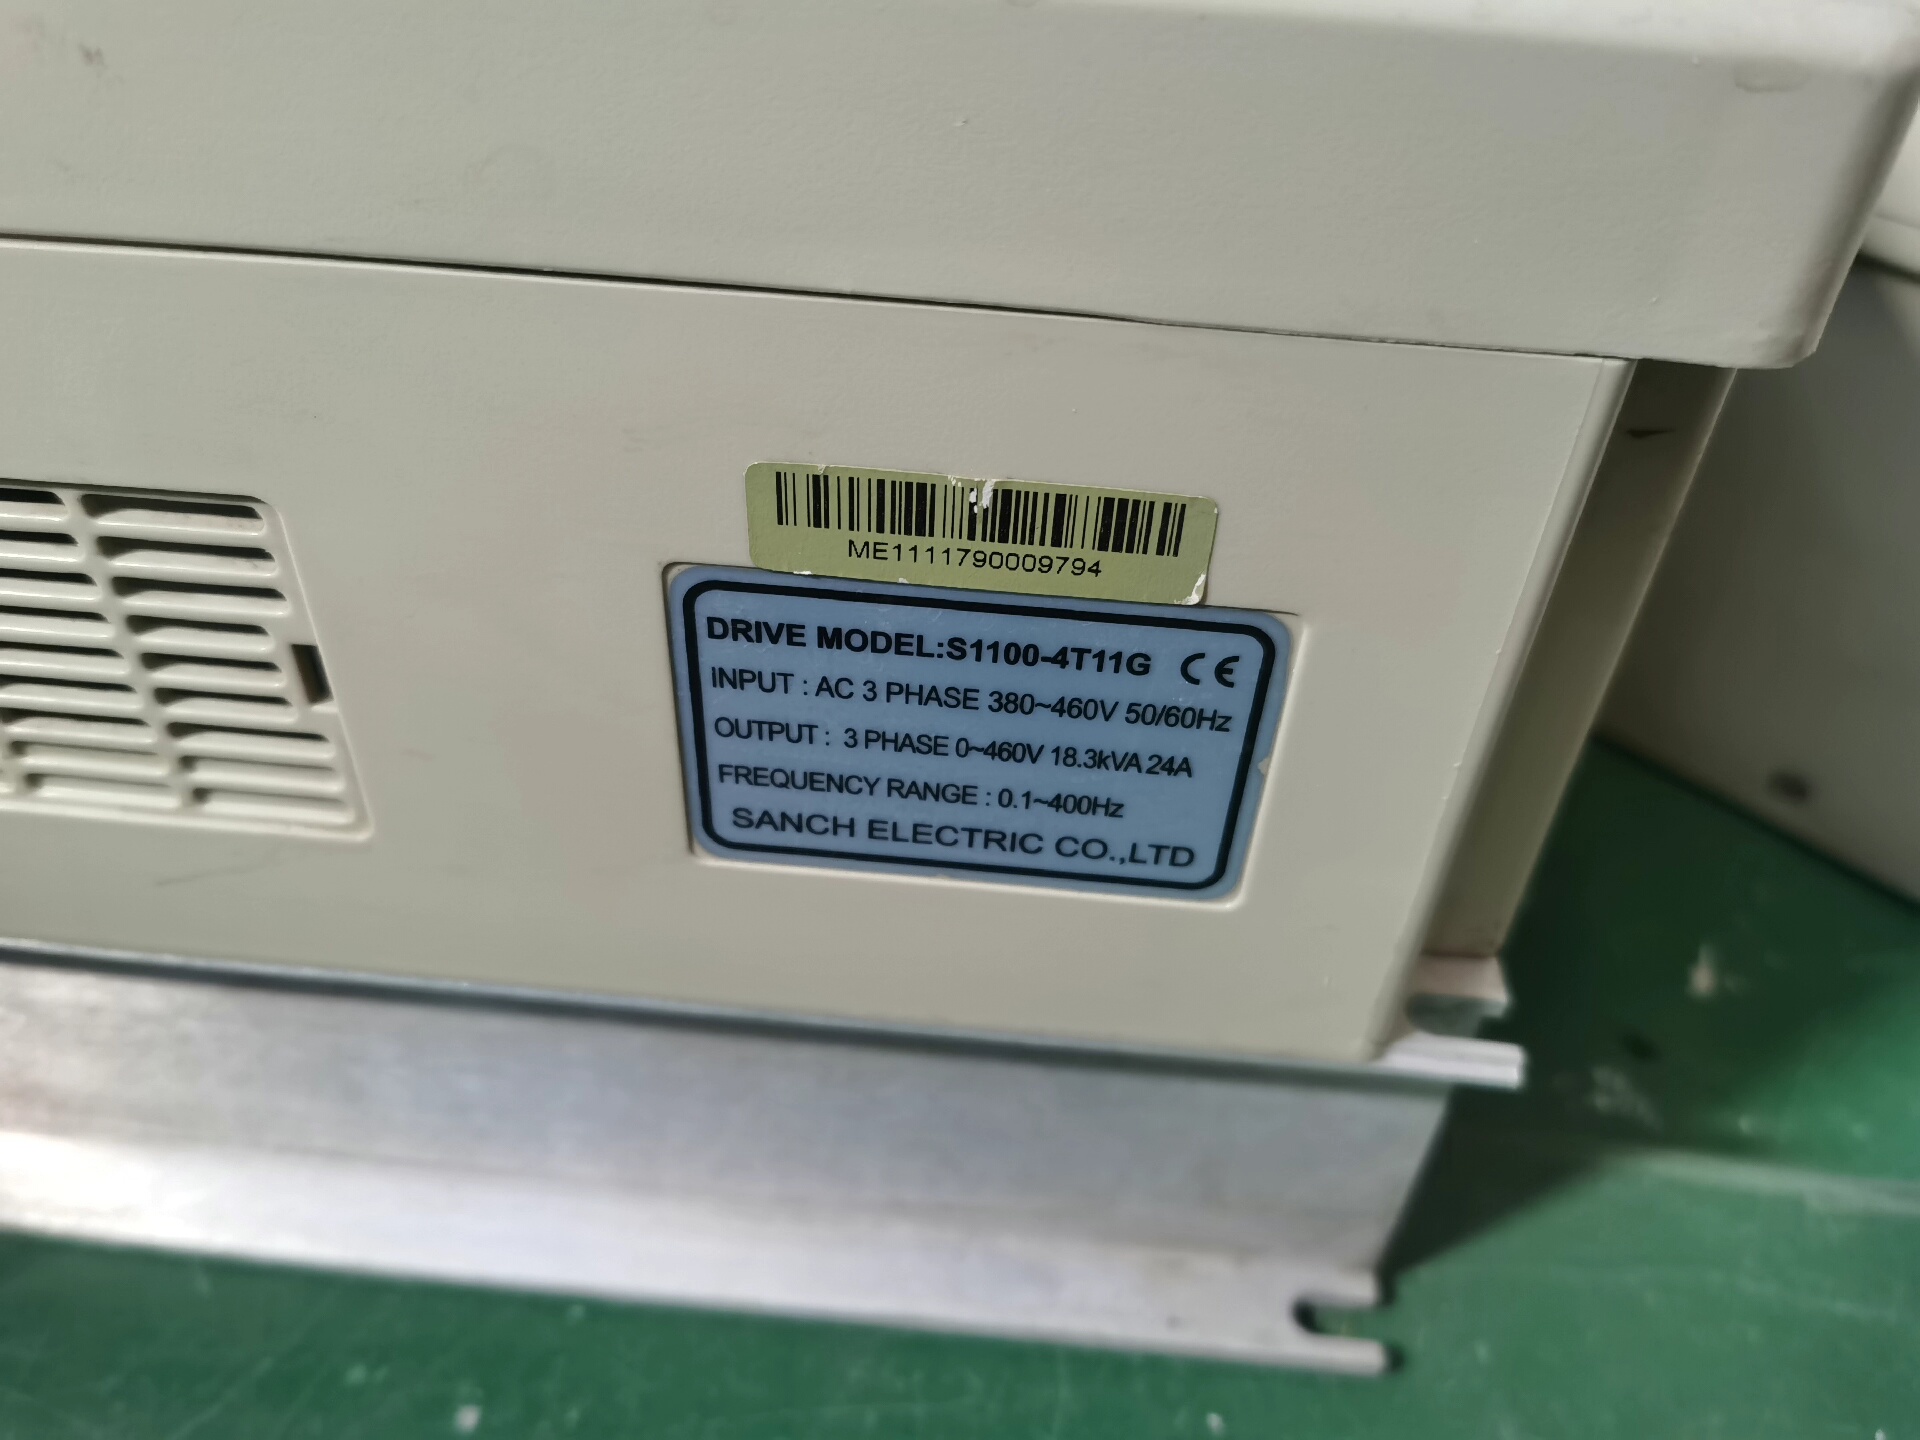 ME1111790009794
DRIVE MODEL:S1100-4T11G CE
INPUT : AC 3 PHASE 380~460V 50/60Hz
OUTPUT : 3 PHASE 0~460V 18.3kVA 24A
FREQUENCY RANGE : 0.1~400Hz
SANCH ELECTRIC CO.,LTD